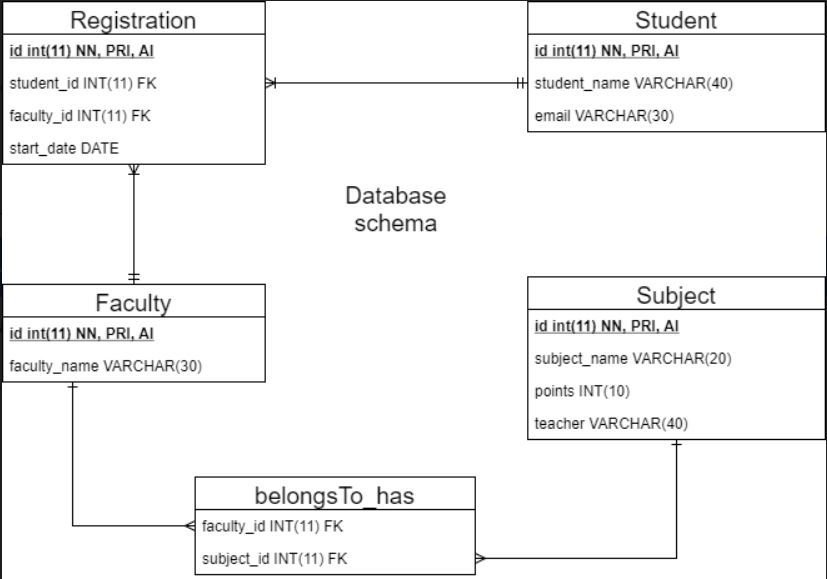 Registration
id int(11) NN, PRI, AI
student_id INT(11) FK
faculty_id INT(11) FK
start_date DATE
Student
id int(11) NN, PRI, AI
student_name VARCHAR(40)
email VARCHAR(30)
Database
schema
Faculty
id int(11) NN, PRI, AI
faculty_name VARCHAR(30)
Subject
id int(11) NN, PRI, AI
subject_name VARCHAR(20)
points INT(10)
teacher VARCHAR(40)
belongsTo_has
faculty_id INT(11) FK
subject_id INT(11) FK